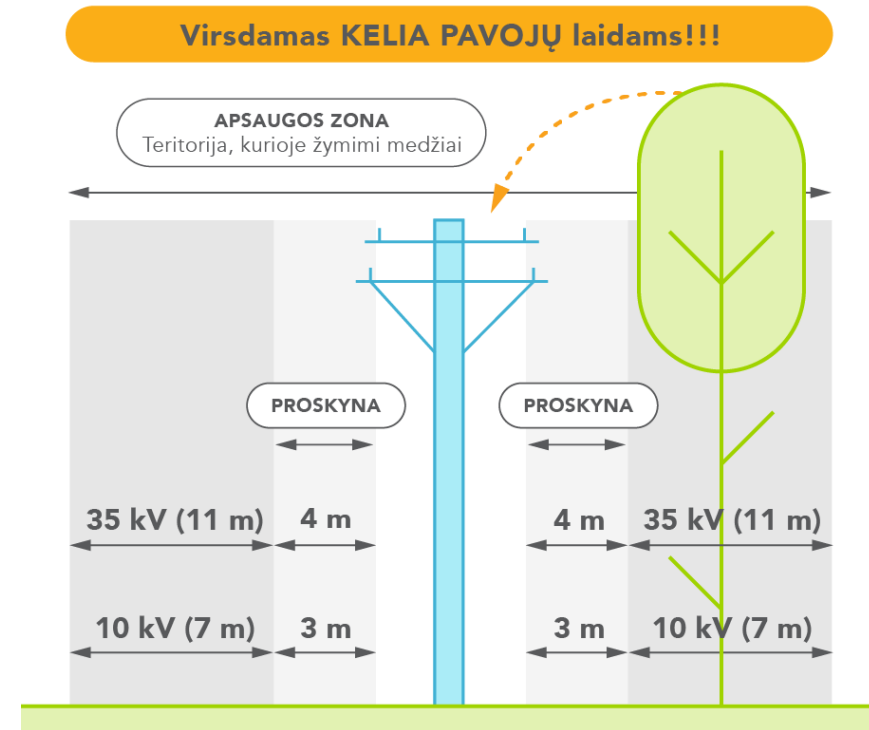 Virsdamas KELIA PAVOJŲ laidams!!!
APSAUGOS ZONA
Teritorija, kurioje žymimi medžiai
PROSKYNA
PROSKYNA
35 kV (11 m)
4 m
4 m
35 kV (11 m)
10 kV (7 m)
3 m
3 m
10 kV (7 m)